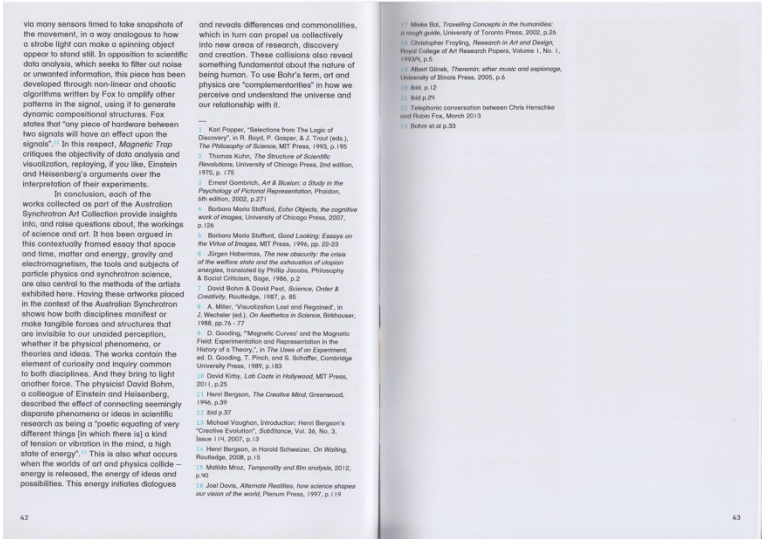 via many sensors timed to take snapshots of
the movement, in a way analogous to how
a strobe light can make a spinning object
appear to stand still. In opposition to scientific
data analysis, which seeks to filter out noise
or unwanted information, this piece has been
developed through non-linear and chaotic
algorithms written by Fox to amplify other
patterns in the signal, using it to generate
dynamic compositional structures. Fox
states that "any piece of hardware between
two signals will have an effect upon the
signals".²² In this respect, Magnetic Trap
critiques the objectivity of data analysis and
visualization, replaying, if you like, Einstein
and Heisenberg's arguments over the
interpretation of their experiments.
In conclusion, each of the
works collected as part of the Australian
Synchrotron Art Collection provide insights
into, and raise questions about, the workings
of science and art. It has been argued in
this contextually framed essay that space
and time, matter and energy, gravity and
electromagnetism, the tools and subjects of
particle physics and synchrotron science,
are also central to the methods of the artists
exhibited here. Having these artworks placed
in the context of the Australian Synchrotron
shows how both disciplines manifest or
make tangible forces and structures that
are invisible to our unaided perception,
whether it be physical phenomena, or
theories and ideas. The works contain the
element of curiosity and inquiry common
to both disciplines. And they bring to light
another force. The physicist David Bohm,
a colleague of Einstein and Heisenberg,
described the effect of connecting seemingly
disparate phenomena or ideas in scientific
research as being a "poetic equating of very
different things [in which there is] a kind
of tension or vibration in the mind, a high
state of energy".²³ This is also what occurs
when the worlds of art and physics collide –
energy is released, the energy of ideas and
possibilities. This energy initiates dialogues
42
and reveals differences and commonalities,
which in turn can propel us collectively
into new areas of research, discovery
and creation. These collisions also reveal
something fundamental about the nature of
being human. To use Bohr's term, art and
physics are "complementarities" in how we
perceive and understand the universe and
our relationship with it.
1 Karl Popper, "Selections from The Logic of
Discovery", in R. Boyd, P. Gasper, & J. Trout (eds.),
The Philosophy of Science, MIT Press, 1993, p.195
2 Thomas Kuhn, The Structure of Scientific
Revolutions, University of Chicago Press, 2nd edition,
1970, p. 175
3 Ernest Gombrich, Art & Illusion: a Study in the
Psychology of Pictorial Representation, Phaidon,
6th edition, 2002, p.271
4 Barbara Maria Stafford, Echo Objects, the cognitive
work of images, University of Chicago Press, 2007,
p.126
5 Barbara Maria Stafford, Good Looking: Essays on
the Virtue of Images, MIT Press, 1996, pp. 22-23
6 Jürgen Habermas, The new obscurity: the crisis
of the welfare state and the exhaustion of utopian
energies, translated by Phillip Jacobs, Philosophy
& Social Criticism, Sage, 1986, p.2
7 David Bohm & David Peat, Science, Order &
Creativity, Routledge, 1987, p. 85
8 A. Miller, 'Visualization Lost and Regained', in
J. Wechsler (ed.), On Aesthetics in Science, Birkhouser,
1988, pp.76 - 77
9 D. Gooding, "'Magnetic Curves' and the Magnetic
Field: Experimentation and Representation in the
History of a Theory,", in The Uses of an Experiment,
ed. D. Gooding, T. Pinch, and S. Schaffer, Cambridge
University Press, 1989, p.183
10 David Kirby, Lab Coats in Hollywood, MIT Press,
2011, p.25
11 Henri Bergson, The Creative Mind, Greenwood,
1946, p.39
12 ibid p.37
13 Michael Vaughan, Introduction: Henri Bergson's
"Creative Evolution", SubStance, Vol. 36, No. 3,
Issue 114, 2007, p.13
14 Henri Bergson, in Harold Schweizer, On Waiting,
Routledge, 2008, p.15
15 Matilda Mroz, Temporality and film analysis, 2012,
p.40
16 Joel Davis, Alternate Realities, how science shapes
our vision of the world, Plenum Press, 1997, p.119
17 Mieke Bal, Travelling Concepts in the humanities:
a rough guide, University of Toronto Press, 2002, p.26
18 Christopher Frayling, Research in Art and Design,
Royal College of Art Research Papers, Volume 1, No. 1,
1993/4, p.5
19 Albert Glinsk, Theremin: ether music and espionage,
University of Illinois Press, 2005, p.6
20 ibid. p.12
21 ibid p.24
22 Telephonic conversation between Chris Henschke
and Robin Fox, March 2013
23 Bohm et.al p.33
43